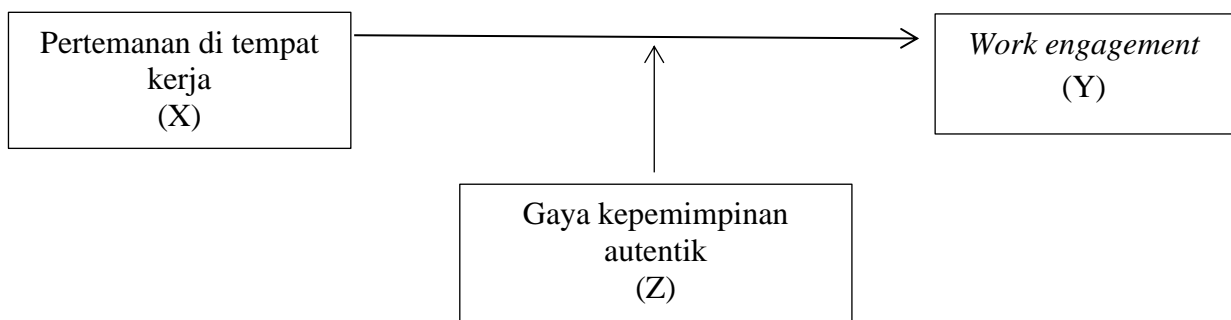 Pertemanan di tempat
kerja
(X)
Work engagement
(Y)
Gaya kepemimpinan
autentik
(Z)